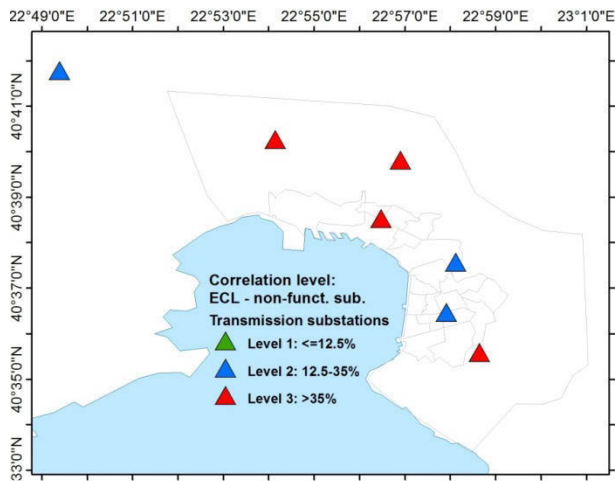 22°49'0"E 22°51'0"E 22°53'0"E 22°55'0"E 22°57'0"E 22°59'0"E 23°1'0"E
40°41'0"N
40°39'0"N
40°37'0"N
40°35'0"N
33'0"N
Correlation level:
ECL - non-funct. sub.
Transmission substations
Level 1: <=12.5%
Level 2: 12.5-35%
Level 3: >35%